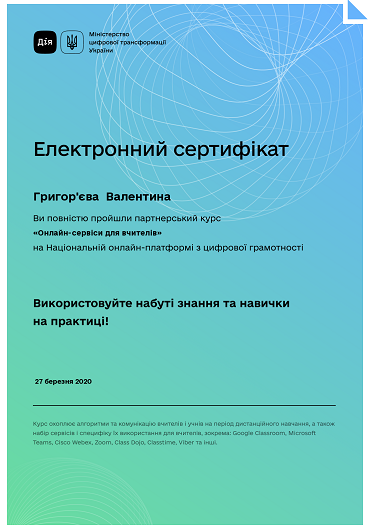 Дія
Міністерство
цифрової трансформації
України
Електронний сертифікат
Григор'єва Валентина
Ви повністю пройшли партнерський курс
«Онлайн-сервіси для вчителів»
на Національній онлайн-платформі з цифрової грамотності
Використовуйте набуті знання та навички
на практиці!
27 березня 2020
Курс охоплює алгоритми та комунікацію вчителів і учнів на період дистанційного навчання, а також
набір сервісів і специфіку їх використання для вчителів, зокрема: Google Classroom, Microsoft
Teams, Cisco Webex, Zoom, Class Dojo, Classtime, Viber та інші.